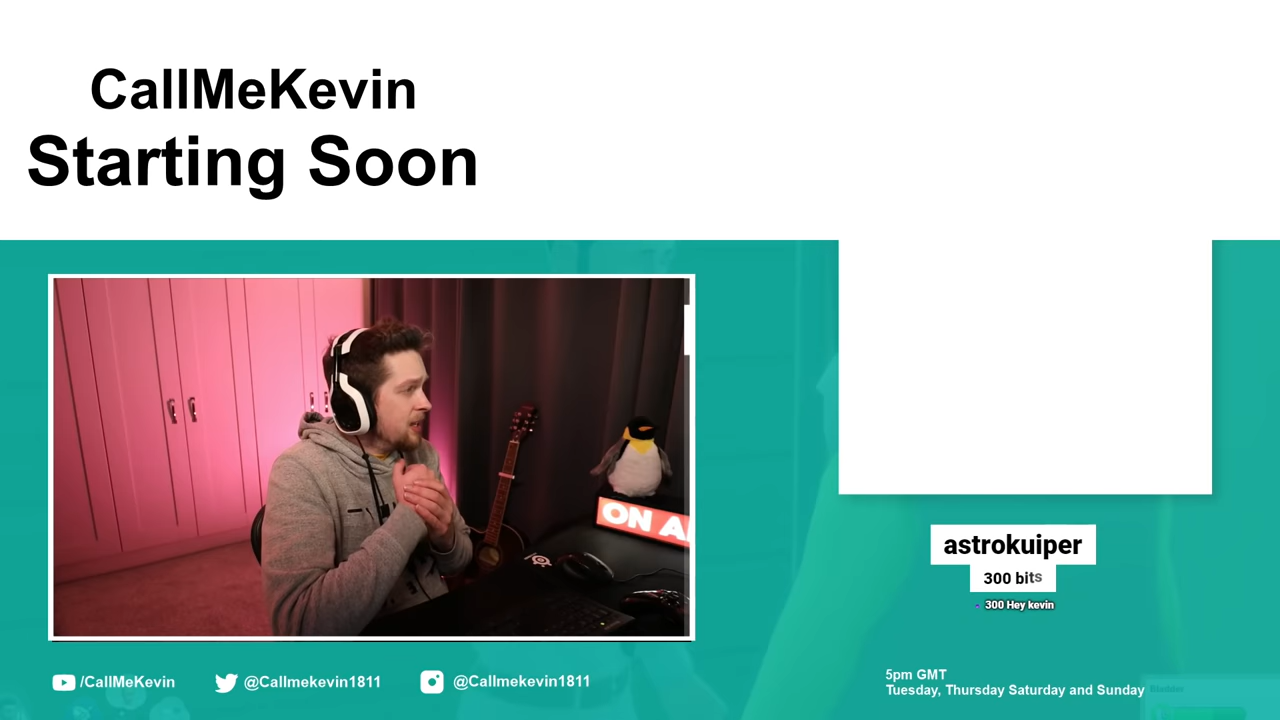 CallMeKevin
Starting Soon
ON A
astrokuiper
300 bits
300 Hey kevin
/CallMeKevin
@Callmekevin1811
@Callmekevin1811
5pm GMT
Tuesday, Thursday Saturday and Sunday